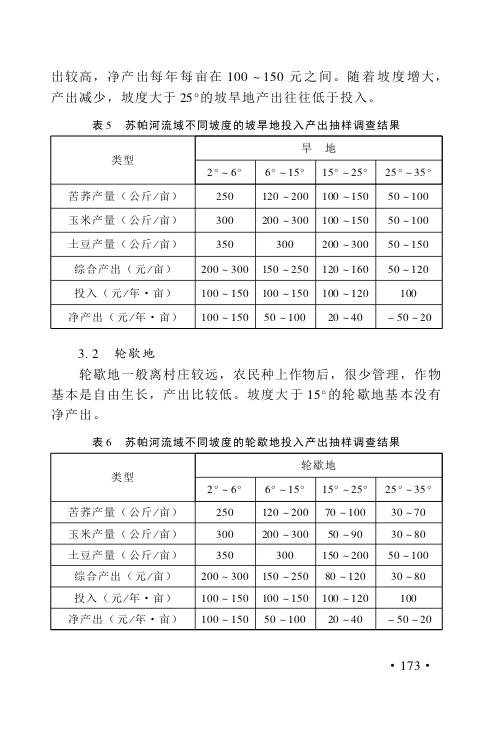 出较高，净产出每年每亩在 100 ~ 150 元之间。随着坡度增大，
产出减少，坡度大于 25°的坡旱地产出往往低于投入。
表 5 苏帕河流域不同坡度的坡旱地投入产出抽样调查结果
类型 旱 地
2° ~ 6° 6° ~ 15° 15° ~ 25° 25° ~ 35°
苦荞产量（公斤/亩） 250 120 ~ 200 100 ~ 150 50 ~ 100
玉米产量（公斤/亩） 300 200 ~ 300 100 ~ 150 50 ~ 100
土豆产量（公斤/亩） 350 300 200 ~ 300 50 ~ 150
综合产出（元/亩） 200 ~ 300 150 ~ 250 120 ~ 160 50 ~ 120
投入（元/年·亩） 100 ~ 150 100 ~ 150 100 ~ 120 100
净产出（元/年·亩） 100 ~ 150 50 ~ 100 20 ~ 40 - 50 ~ 20
3. 2 轮歇地
轮歇地一般离村庄较远，农民种上作物后，很少管理，作物
基本是自由生长，产出比较低。坡度大于 15°的轮歇地基本没有
净产出。
表 6 苏帕河流域不同坡度的轮歇地投入产出抽样调查结果
类型 轮歇地
2° ~ 6° 6° ~ 15° 15° ~ 25° 25° ~ 35°
苦荞产量（公斤/亩） 250 120 ~ 200 70 ~ 100 30 ~ 70
玉米产量（公斤/亩） 300 200 ~ 300 50 ~ 90 30 ~ 80
土豆产量（公斤/亩） 350 300 150 ~ 200 50 ~ 100
综合产出（元/亩） 200 ~ 300 150 ~ 250 80 ~ 120 30 ~ 80
投入（元/年·亩） 100 ~ 150 100 ~ 150 100 ~ 120 100
净产出（元/年·亩） 100 ~ 150 50 ~ 100 20 ~ 40 - 50 ~ 20
· 173 ·